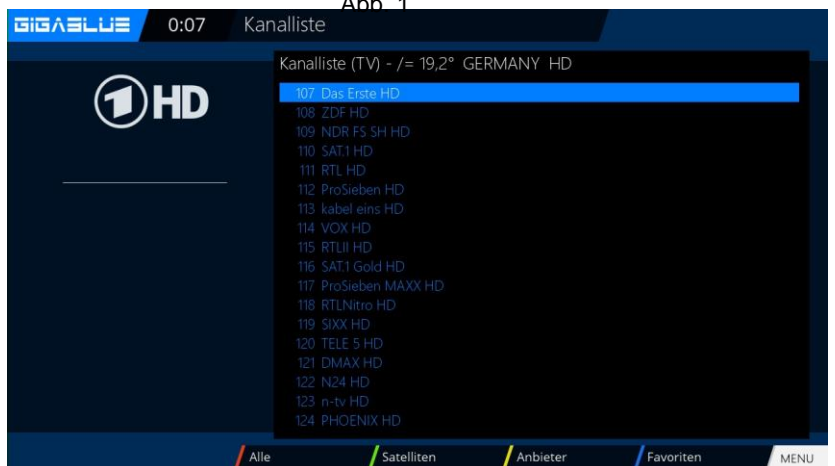 Abb. 1
GIGABLUE 0:07 Kanalliste
Kanalliste (TV) - /= 19,2° GERMANY HD
1 HD
107 Das Erste HD
108 ZDF HD
109 NDR FS SH HD
110 SAT.1 HD
111 RTL HD
112 ProSieben HD
113 kabel eins HD
114 VOX HD
115 RTLII HD
116 SAT.1 Gold HD
117 ProSieben MAXX HD
118 RTLNitro HD
119 SIXX HD
120 TELE 5 HD
121 DMAX HD
122 N24 HD
123 n-tv HD
124 PHOENIX HD
Alle Satelliten Anbieter Favoriten MENU